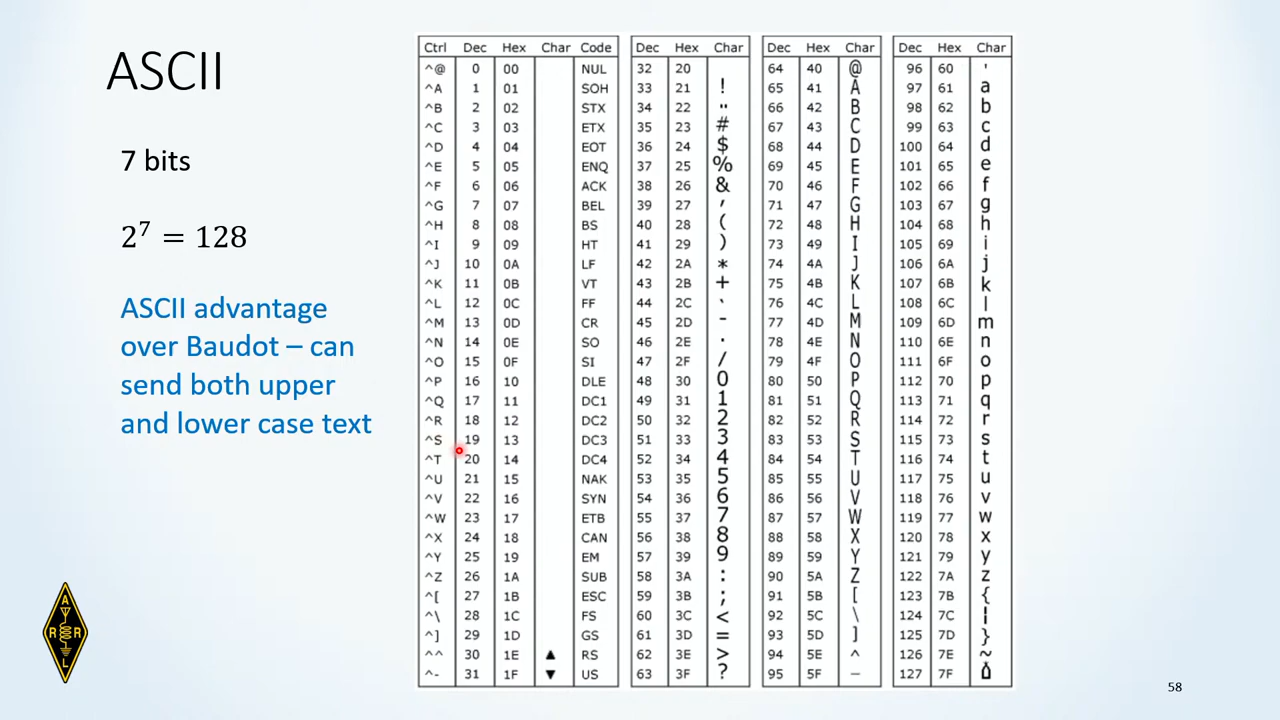 ASCII
7 bits
2⁷ = 128
ASCII advantage
over Baudot – can
send both upper
and lower case text
Ctrl Dec Hex Char Code
^@ 0 00 NUL
^A 1 01 SOH
^B 2 02 STX
^C 3 03 ETX
^D 4 04 EOT
^E 5 05 ENQ
^F 6 06 ACK
^G 7 07 BEL
^H 8 08 BS
^I 9 09 HT
^J 10 0A LF
^K 11 0B VT
^L 12 0C FF
^M 13 0D CR
^N 14 0E SO
^O 15 0F SI
^P 16 10 DLE
^Q 17 11 DC1
^R 18 12 DC2
^S 19 13 DC3
^T 20 14 DC4
^U 21 15 NAK
^V 22 16 SYN
^W 23 17 ETB
^X 24 18 CAN
^Y 25 19 EM
^Z 26 1A SUB
^[ 27 1B ESC
^\ 28 1C FS
^] 29 1D GS
^^ 30 1E ▲ RS
^- 31 1F ▼ US
Dec Hex Char
32 20
33 21 !
34 22 "
35 23 #
36 24 $
37 25 %
38 26 &
39 27 ′
40 28 (
41 29 )
42 2A *
43 2B +
44 2C ‵
45 2D -
46 2E ·
47 2F /
48 30 0
49 31 1
50 32 2
51 33 3
52 34 4
53 35 5
54 36 6
55 37 7
56 38 8
57 39 9
58 3A :
59 3B ;
60 3C <
61 3D =
62 3E >
63 3F ?
Dec Hex Char
64 40 @
65 41 A
66 42 B
67 43 C
68 44 D
69 45 E
70 46 F
71 47 G
72 48 H
73 49 I
74 4A J
75 4B K
76 4C L
77 4D M
78 4E N
79 4F O
80 50 P
81 51 Q
82 52 R
83 53 S
84 54 T
85 55 U
86 56 V
87 57 W
88 58 X
89 59 Y
90 5A Z
91 5B [
92 5C \
93 5D ]
94 5E ^
95 5F –
Dec Hex Char
96 60 '
97 61 a
98 62 b
99 63 c
100 64 d
101 65 e
102 66 f
103 67 g
104 68 h
105 69 i
106 6A j
107 6B k
108 6C l
109 6D m
110 6E n
111 6F o
112 70 p
113 71 q
114 72 r
115 73 s
116 74 t
117 75 u
118 76 v
119 77 w
120 78 x
121 79 y
122 7A z
123 7B {
124 7C ¦
125 7D }
126 7E ~
127 7F ⌂
A
R R
L
58